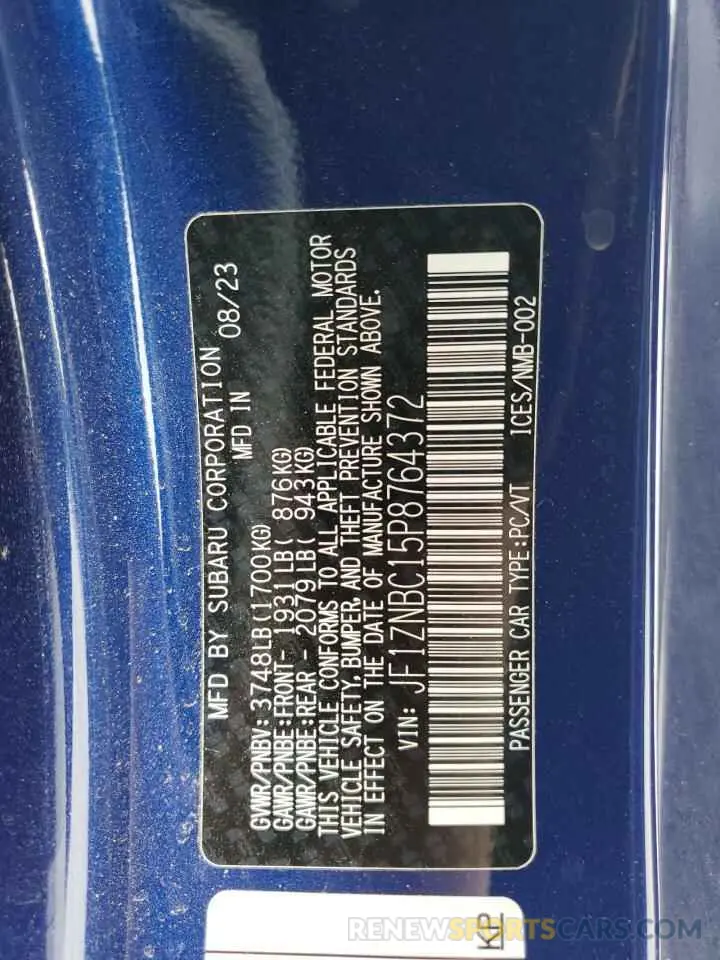 MFD BY SUBARU CORPORATION
MFD IN 08/23
GVWR/PNBV: 3748LB(1700KG)
GAWR/PNBE:FRONT- 1931LB( 876KG)
GAWR/PNBE:REAR - 2079LB( 943KG)
THIS VEHICLE CONFORMS TO ALL APPLICABLE FEDERAL MOTOR
VEHICLE SAFETY, BUMPER, AND THEFT PREVENTION STANDARDS
IN EFFECT ON THE DATE OF MANUFACTURE SHOWN ABOVE.
VIN: JF1ZNBC15P8764372
PASSENGER CAR TYPE:PC/VT ICES/NMB-002
KP
RENEWSPORTSCARS.COM